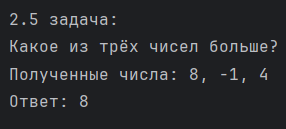 2.5 задача:
Какое из трёх чисел больше?
Полученные числа: 8, -1, 4
Ответ: 8